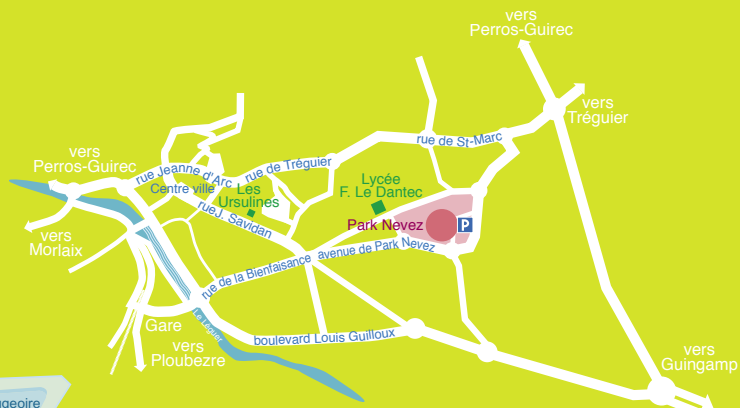 vers
Perros-Guirec
vers
Tréguier
rue de St-Marc
vers
Perros-Guirec
rue Jeanne d'Arc
rue de Tréguier
Centre ville
Les
Ursulines
Lycée
F. Le Dantec
rue J. Savidan
Park Nevez
P
vers
Morlaix
avenue de Park Nevez
rue de la Bienfaisance
Le Léguer
Gare
boulevard Louis Guilloux
vers
Ploubezre
vers
Guingamp
geoire